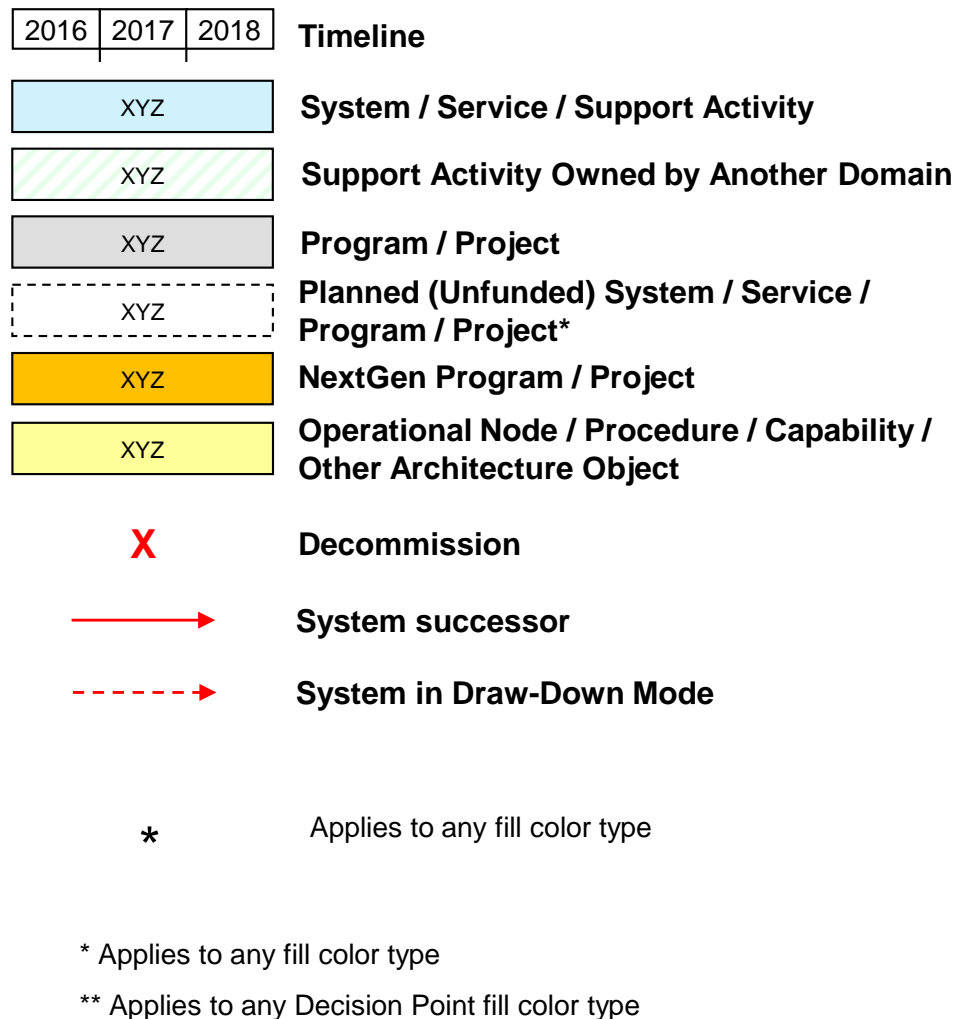 2016 2017 2018 Timeline
XYZ System / Service / Support Activity
XYZ Support Activity Owned by Another Domain
XYZ Program / Project
XYZ Planned (Unfunded) System / Service /
Program / Project*
XYZ NextGen Program / Project
XYZ Operational Node / Procedure / Capability /
Other Architecture Object
X Decommission
System successor
System in Draw-Down Mode
* Applies to any fill color type
* Applies to any fill color type
** Applies to any Decision Point fill color type